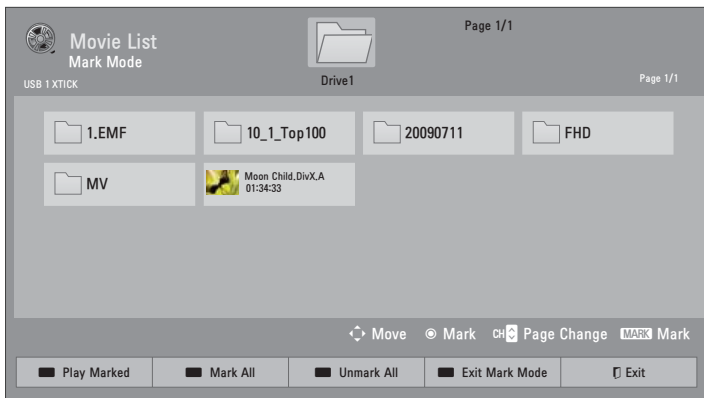 Page 1/1
Movie List
Mark Mode
USB 1 XTICK
Drive1
Page 1/1
1.EMF
10_1_Top100
20090711
FHD
MV
Moon Child.DivX.A
01:34:33
Move
Mark
CH Page Change
MARK Mark
Play Marked
Mark All
Unmark All
Exit Mark Mode
Exit